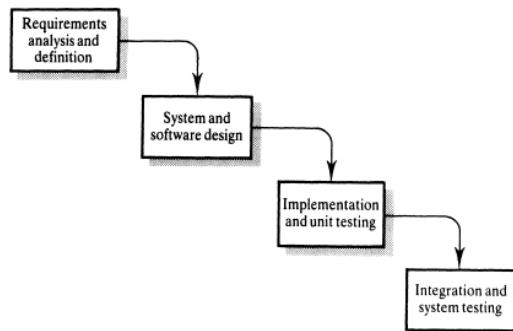 Requirements
analysis and
definition
System and
software design
Implementation
and unit testing
Integration and
system testing